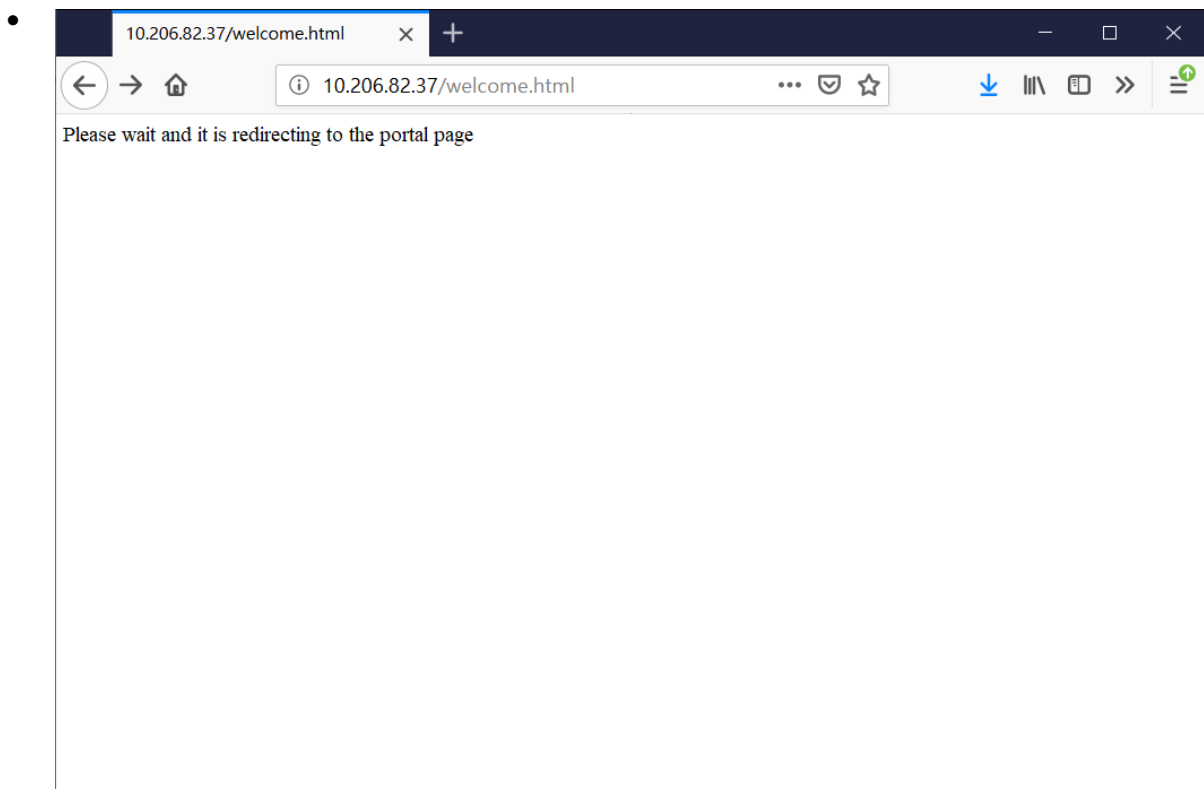 10.206.82.37/welcome.html
10.206.82.37/welcome.html
Please wait and it is redirecting to the portal page